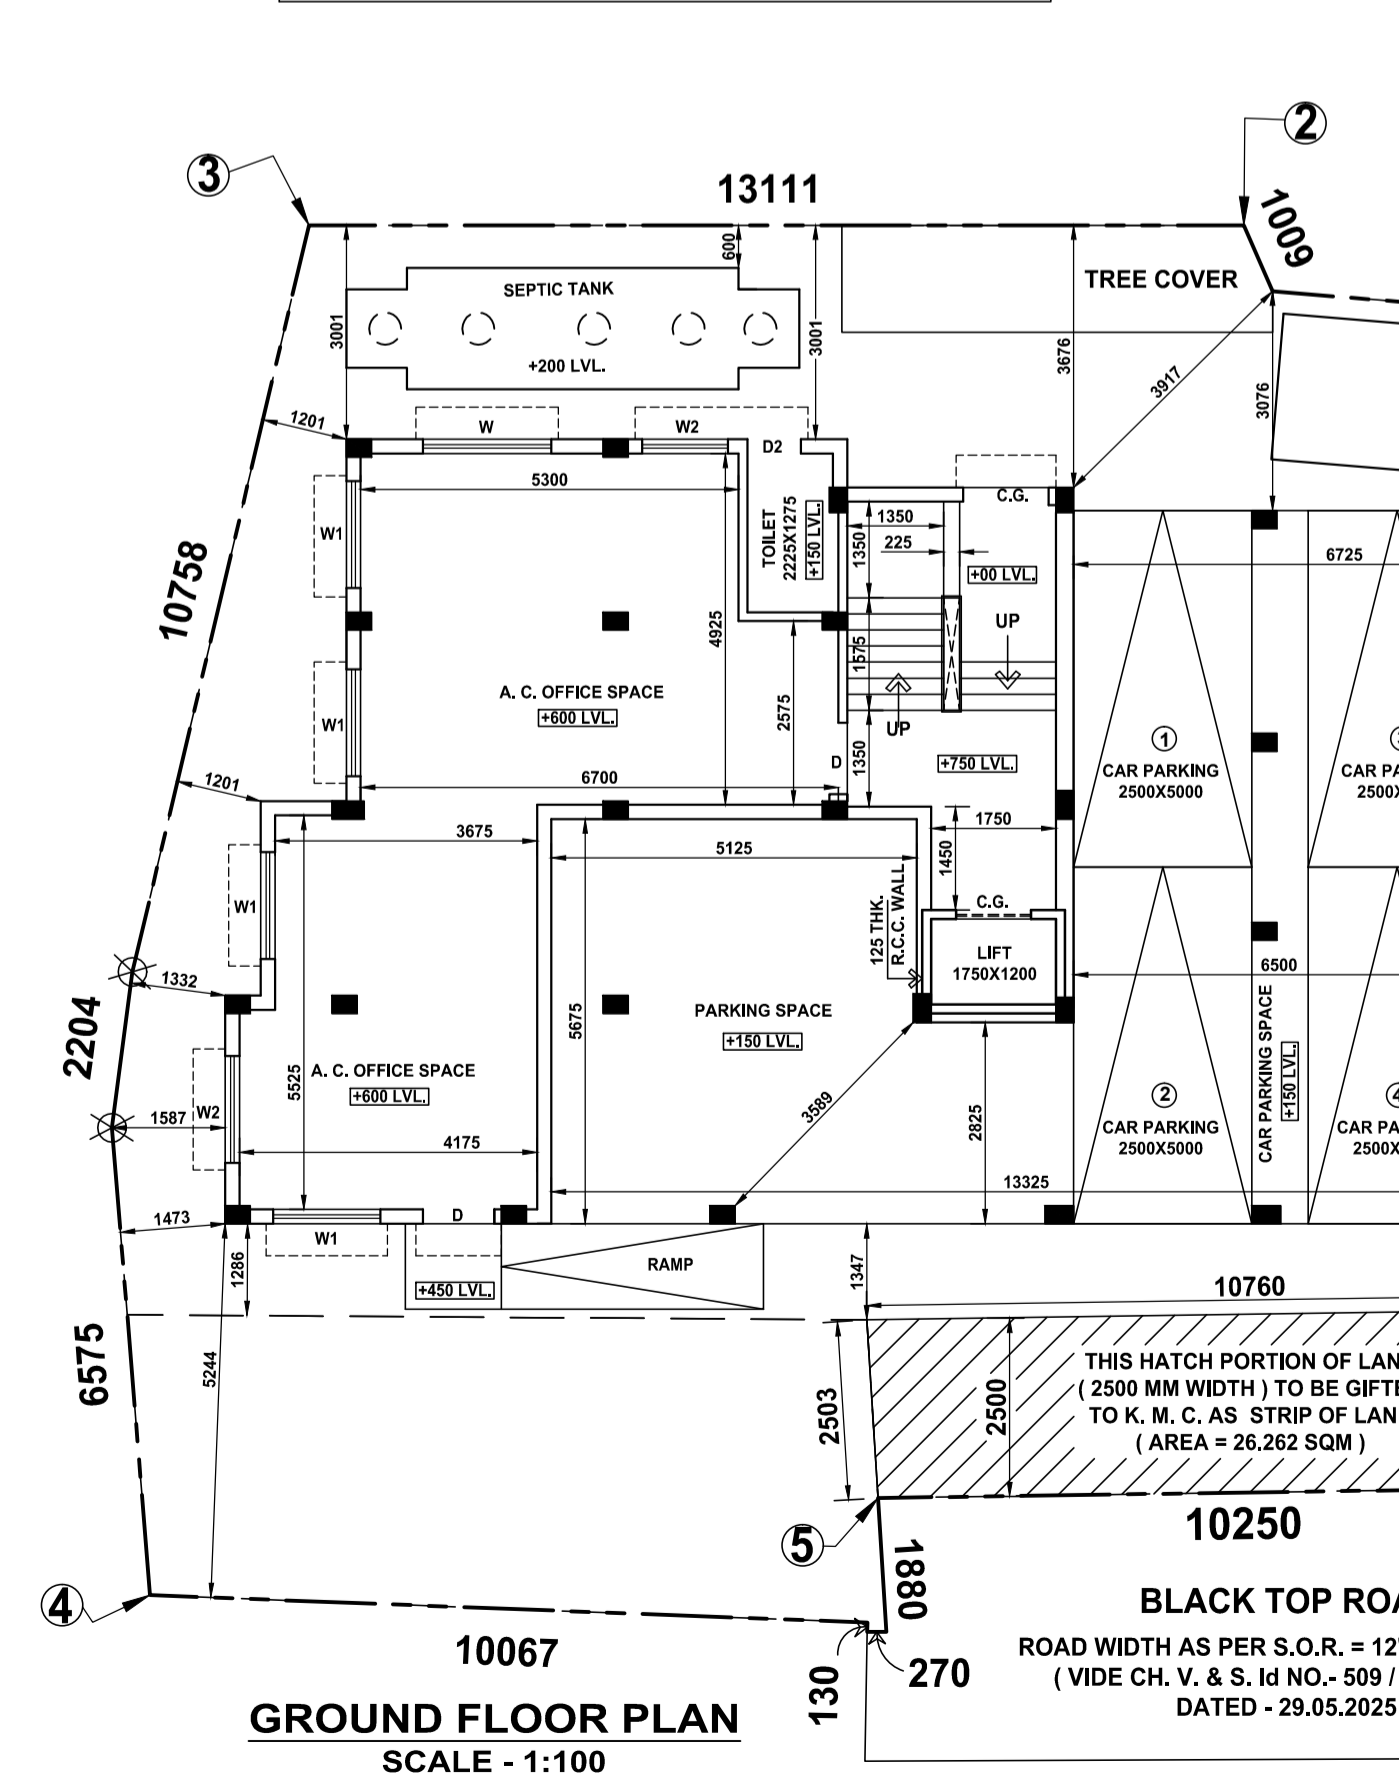 2
3
13111
1009
600
TREE COVER
SEPTIC TANK
3001
3001
3676
3917
3076
+200 LVL.
1201
W
W2
D2
C.G.
5300
W1
TOILET
2225X1275
+150 LVL.
1350
1350
225
6725
+00 LVL.
10758
4925
UP
1575
A. C. OFFICE SPACE
+600 LVL.
2575
W1
UP
1
D
1350
+750 LVL.
CAR PARKING
2500X5000
CAR PA
2500X
1201
6700
3675
1750
5125
1450
W1
125 THK.
R.C.C. WALL
C.G.
LIFT
1750X1200
6500
1332
2204
PARKING SPACE
+150 LVL.
5675
CAR PARKING SPACE
+150 LVL.
5525
A. C. OFFICE SPACE
+600 LVL.
1587
W2
3589
2825
2
4
CAR PARKING
2500X5000
CAR PA
2500X
4175
13325
1473
D
W1
1286
+450 LVL.
RAMP
1347
10760
6575
5244
2503
2500
THIS HATCH PORTION OF LAN
( 2500 MM WIDTH ) TO BE GIFTE
TO K. M. C. AS STRIP OF LAN
( AREA = 26.262 SQM )
10250
5
1880
4
10067
130
270
BLACK TOP ROA
ROAD WIDTH AS PER S.O.R. = 12'
( VIDE CH. V. & S. Id NO.- 509 /
DATED - 29.05.2025
GROUND FLOOR PLAN
SCALE - 1:100